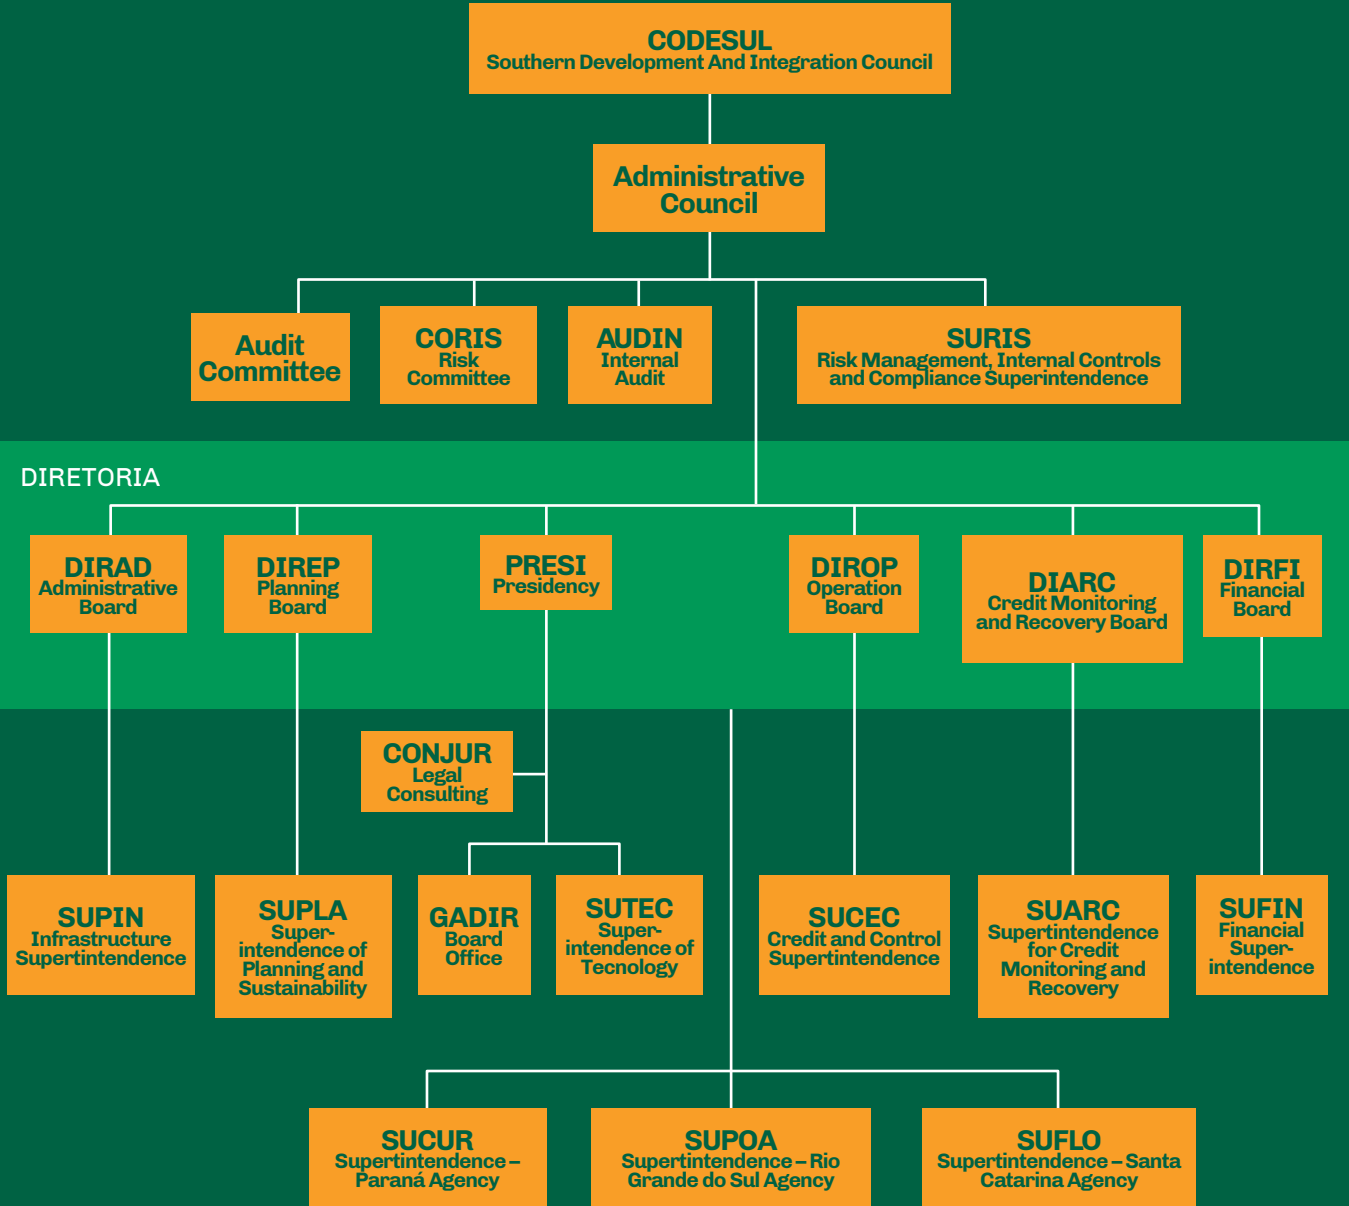 CODESUL
Southern Development And Integration Council
Administrative
Council
Audit
Committee
CORIS
Risk
Committee
AUDIN
Internal
Audit
SURIS
Risk Management, Internal Controls
and Compliance Superintendence
DIRETORIA
DIRAD
Administrative
Board
DIREP
Planning
Board
PRESI
Presidency
DIROP
Operation
Board
DIARC
Credit Monitoring
and Recovery Board
DIRFI
Financial
Board
CONJUR
Legal
Consulting
SUPIN
Infrastructure
Supertintendence
SUPLA
Super-
intendence of
Planning and
Sustainability
GADIR
Board
Office
SUTEC
Super-
intendence of
Tecnology
SUCEC
Credit and Control
Supertintendence
SUARC
Supertintendence
for Credit
Monitoring and
Recovery
SUFIN
Financial
Super-
intendence
SUCUR
Supertintendence –
Paraná Agency
SUPOA
Supertintendence – Rio
Grande do Sul Agency
SUFLO
Supertintendence – Santa
Catarina Agency